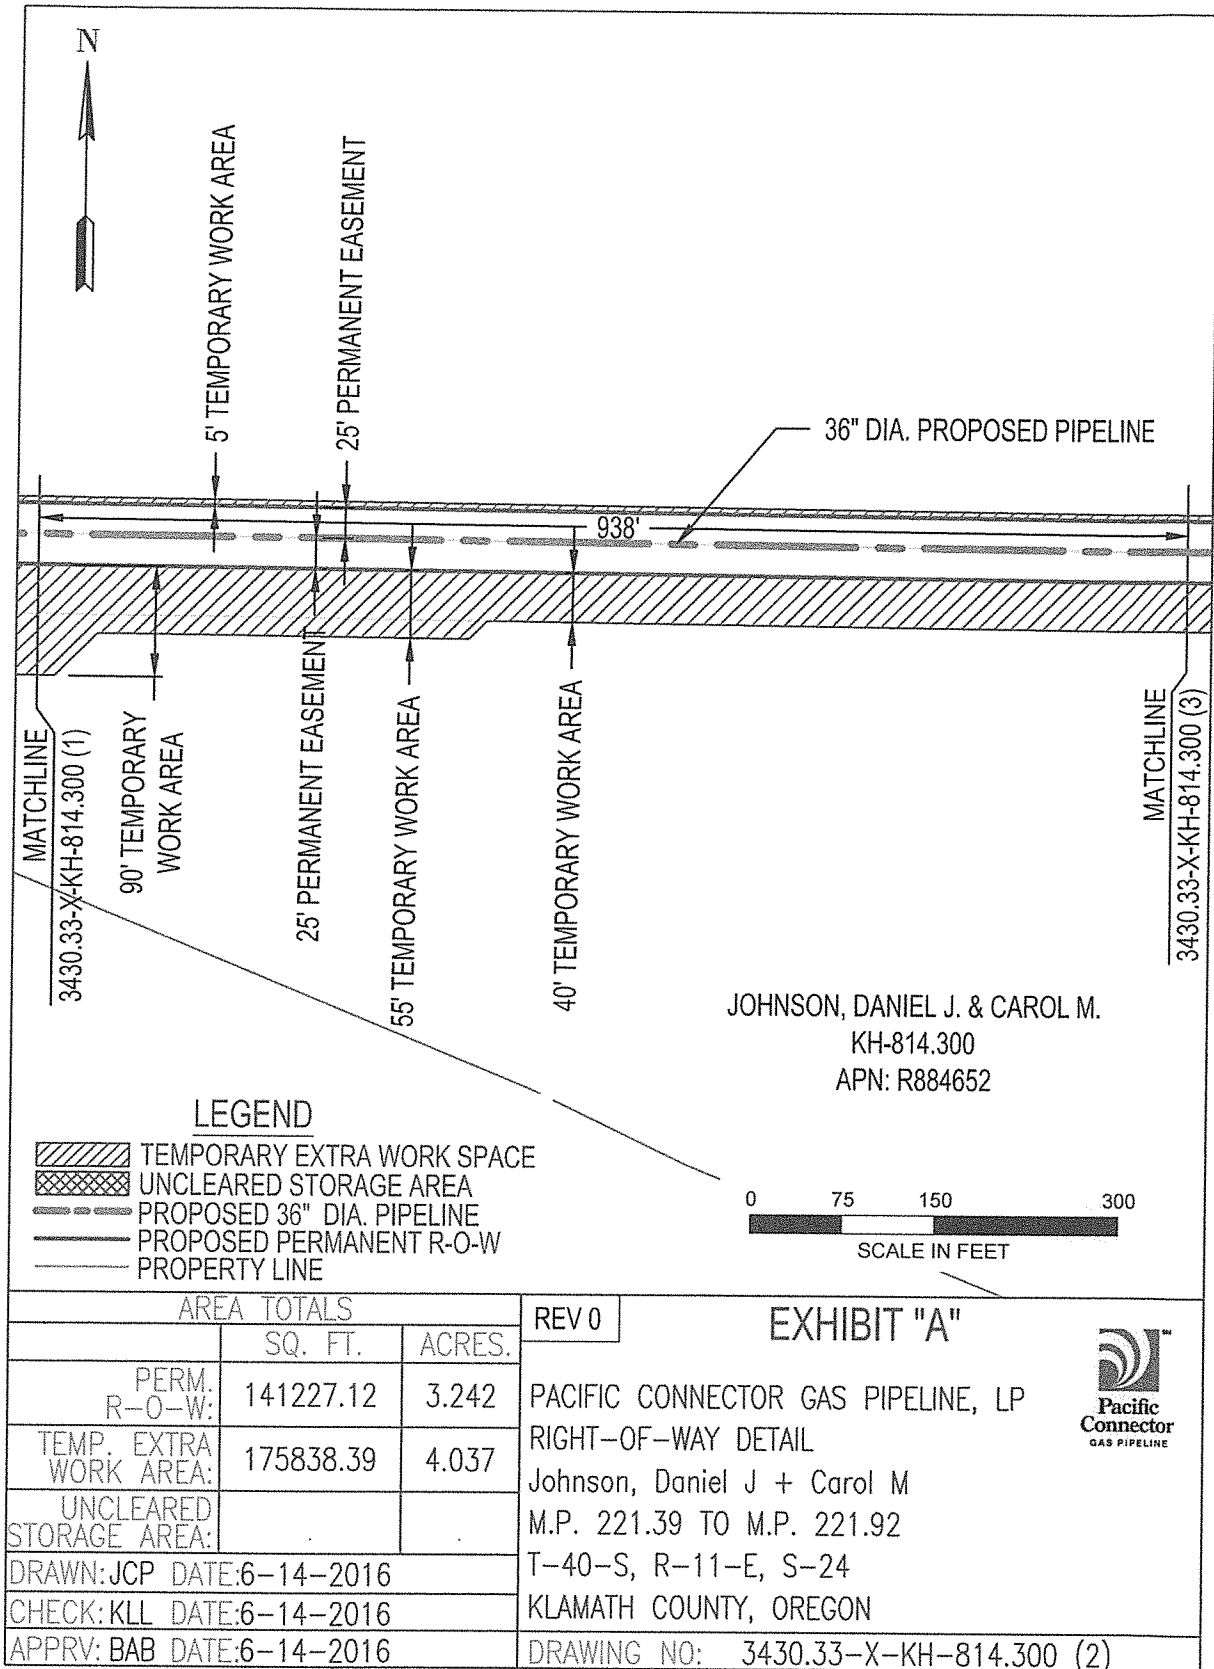 N
5' TEMPORARY WORK AREA
25' PERMANENT EASEMENT
36" DIA. PROPOSED PIPELINE
938'
MATCHLINE
3430.33-X-KH-814.300 (1)
90' TEMPORARY
WORK AREA
25' PERMANENT EASEMENT
55' TEMPORARY WORK AREA
40' TEMPORARY WORK AREA
MATCHLINE
3430.33-X-KH-814.300 (3)
JOHNSON, DANIEL J. & CAROL M.
KH-814.300
APN: R884652
LEGEND
TEMPORARY EXTRA WORK SPACE
UNCLEARED STORAGE AREA
PROPOSED 36" DIA. PIPELINE
PROPOSED PERMANENT R-O-W
PROPERTY LINE
0 75 150 300
SCALE IN FEET
AREA TOTALS
SQ. FT. ACRES.
PERM.
R-O-W: 141227.12 3.242
TEMP. EXTRA
WORK AREA: 175838.39 4.037
UNCLEARED
STORAGE AREA: . .
DRAWN: JCP DATE: 6-14-2016
CHECK: KLL DATE: 6-14-2016
APPRV: BAB DATE: 6-14-2016
REV 0
EXHIBIT "A"
PACIFIC CONNECTOR GAS PIPELINE, LP
RIGHT-OF-WAY DETAIL
Johnson, Daniel J + Carol M
M.P. 221.39 TO M.P. 221.92
T-40-S, R-11-E, S-24
KLAMATH COUNTY, OREGON
DRAWING NO: 3430.33-X-KH-814.300 (2)
TM
Pacific
Connector
GAS PIPELINE